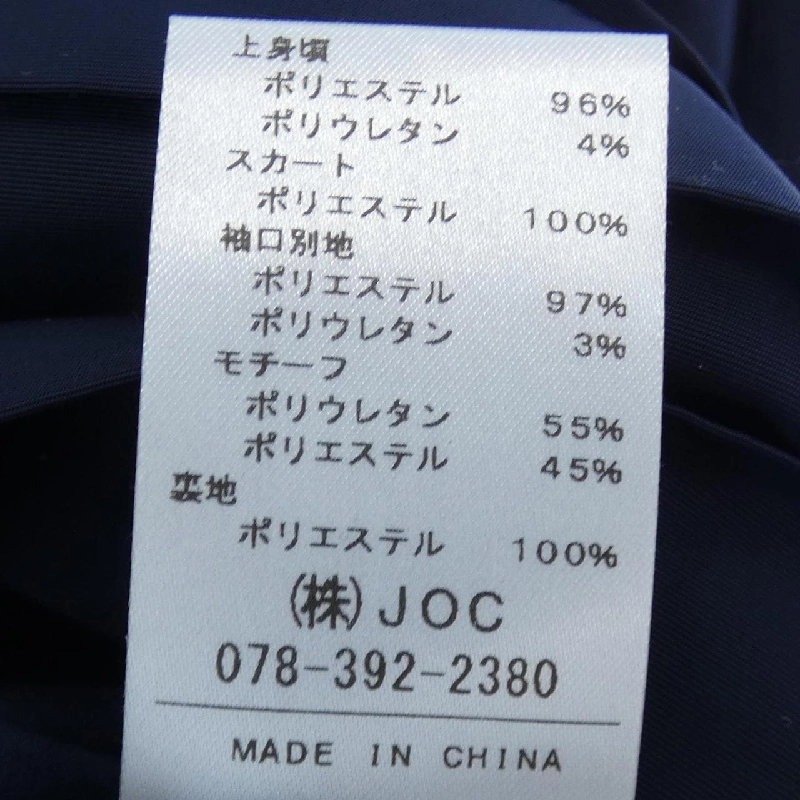 上身頃
ポリエステル 96%
ポリウレタン 4%
スカート
ポリエステル 100%
袖口別地
ポリエステル 97%
ポリウレタン 3%
モチーフ
ポリウレタン 55%
ポリエステル 45%
裏地
ポリエステル 100%
(株)JOC
078-392-2380
MADE IN CHINA